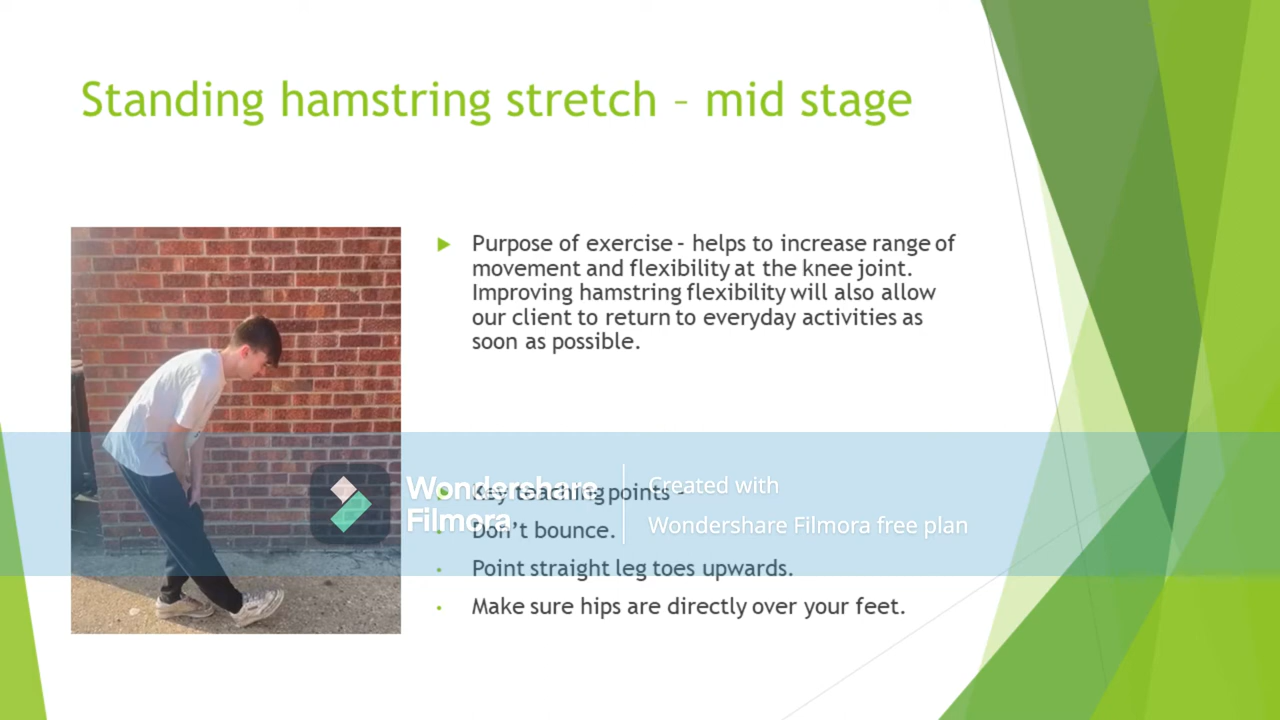 Standing hamstring stretch – mid stage
Purpose of exercise - helps to increase range of
movement and flexibility at the knee joint.
Improving hamstring flexibility will also allow
our client to return to everyday activities as
soon as possible.
Key teaching points -
Wondershare
Filmora
Created with
Wondershare Filmora free plan
Don't bounce.
Point straight leg toes upwards.
Make sure hips are directly over your feet.